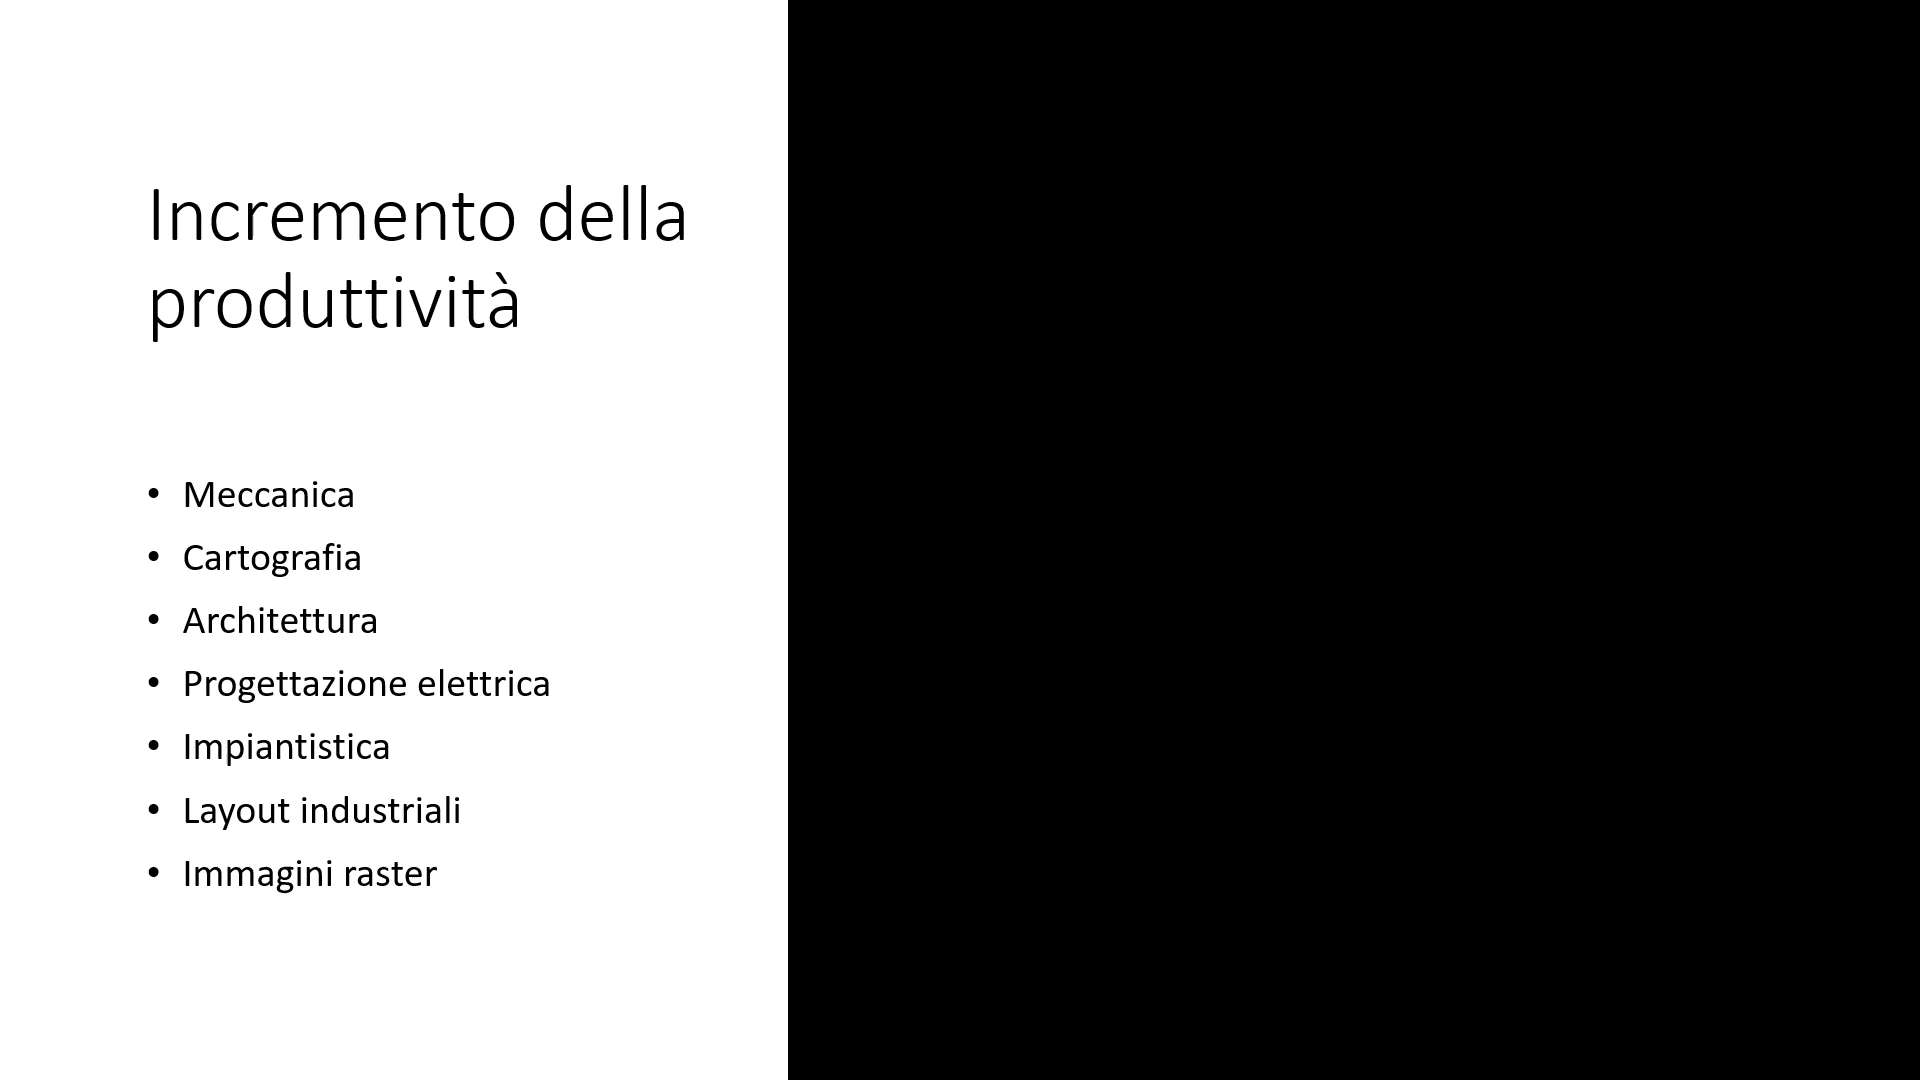 Incremento della
produttività
• Meccanica
• Cartografia
• Architettura
• Progettazione elettrica
• Impiantistica
• Layout industriali
• Immagini raster